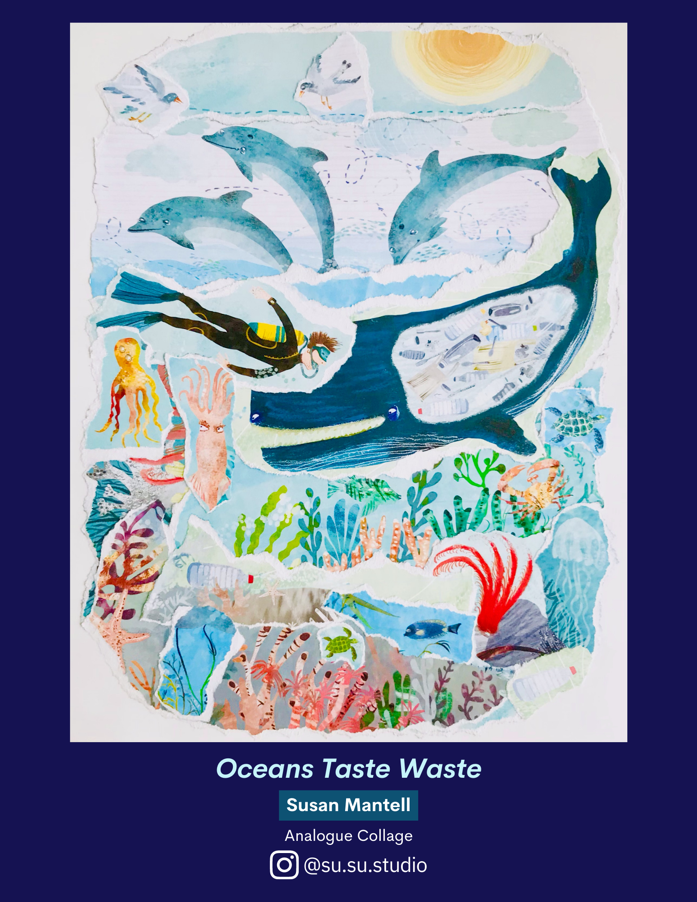 Oceans Taste Waste
Susan Mantell
Analogue Collage
@su.su.studio